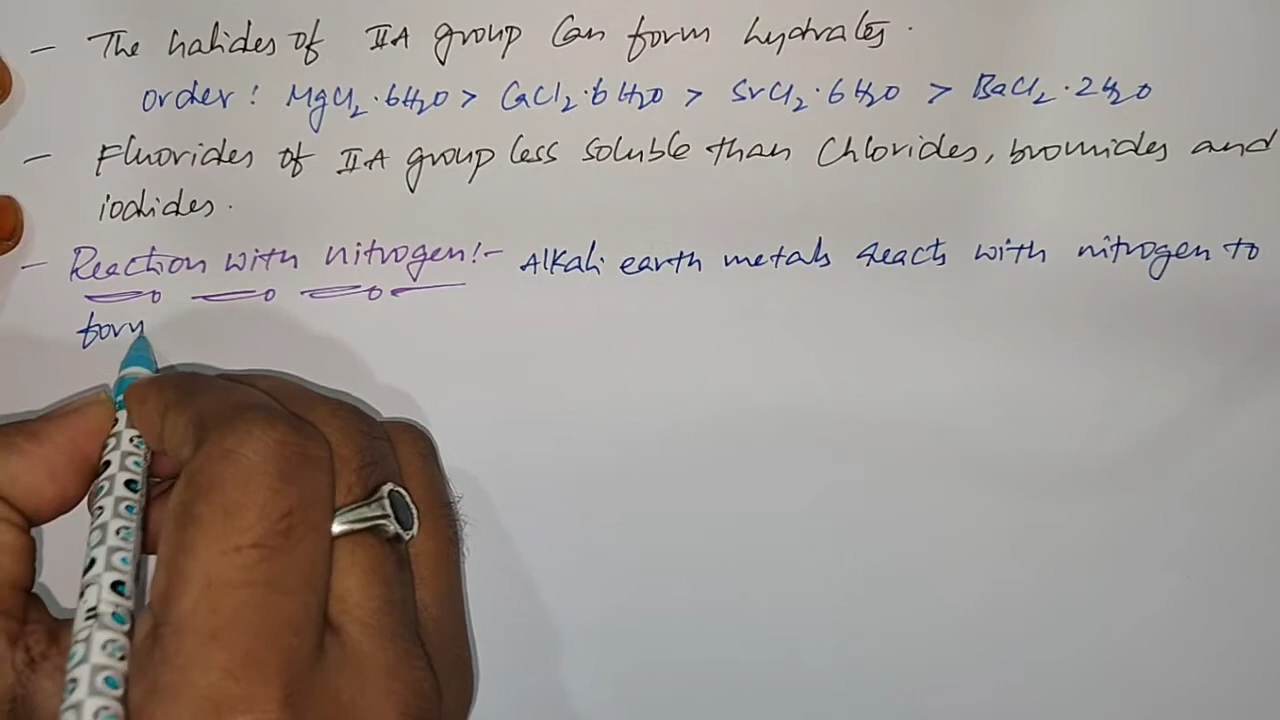 - The halides of IIA group Can form hydrates.
order: MgCl₂·6H₂O > CaCl₂·6H₂O > SrCl₂·6H₂O > BaCl₂·2H₂O
- Fluorides of IIA group less soluble than Chlorides, bromides and
iodides.
- Reaction with nitrogen:- Alkali earth metals reacts with nitrogen to
form